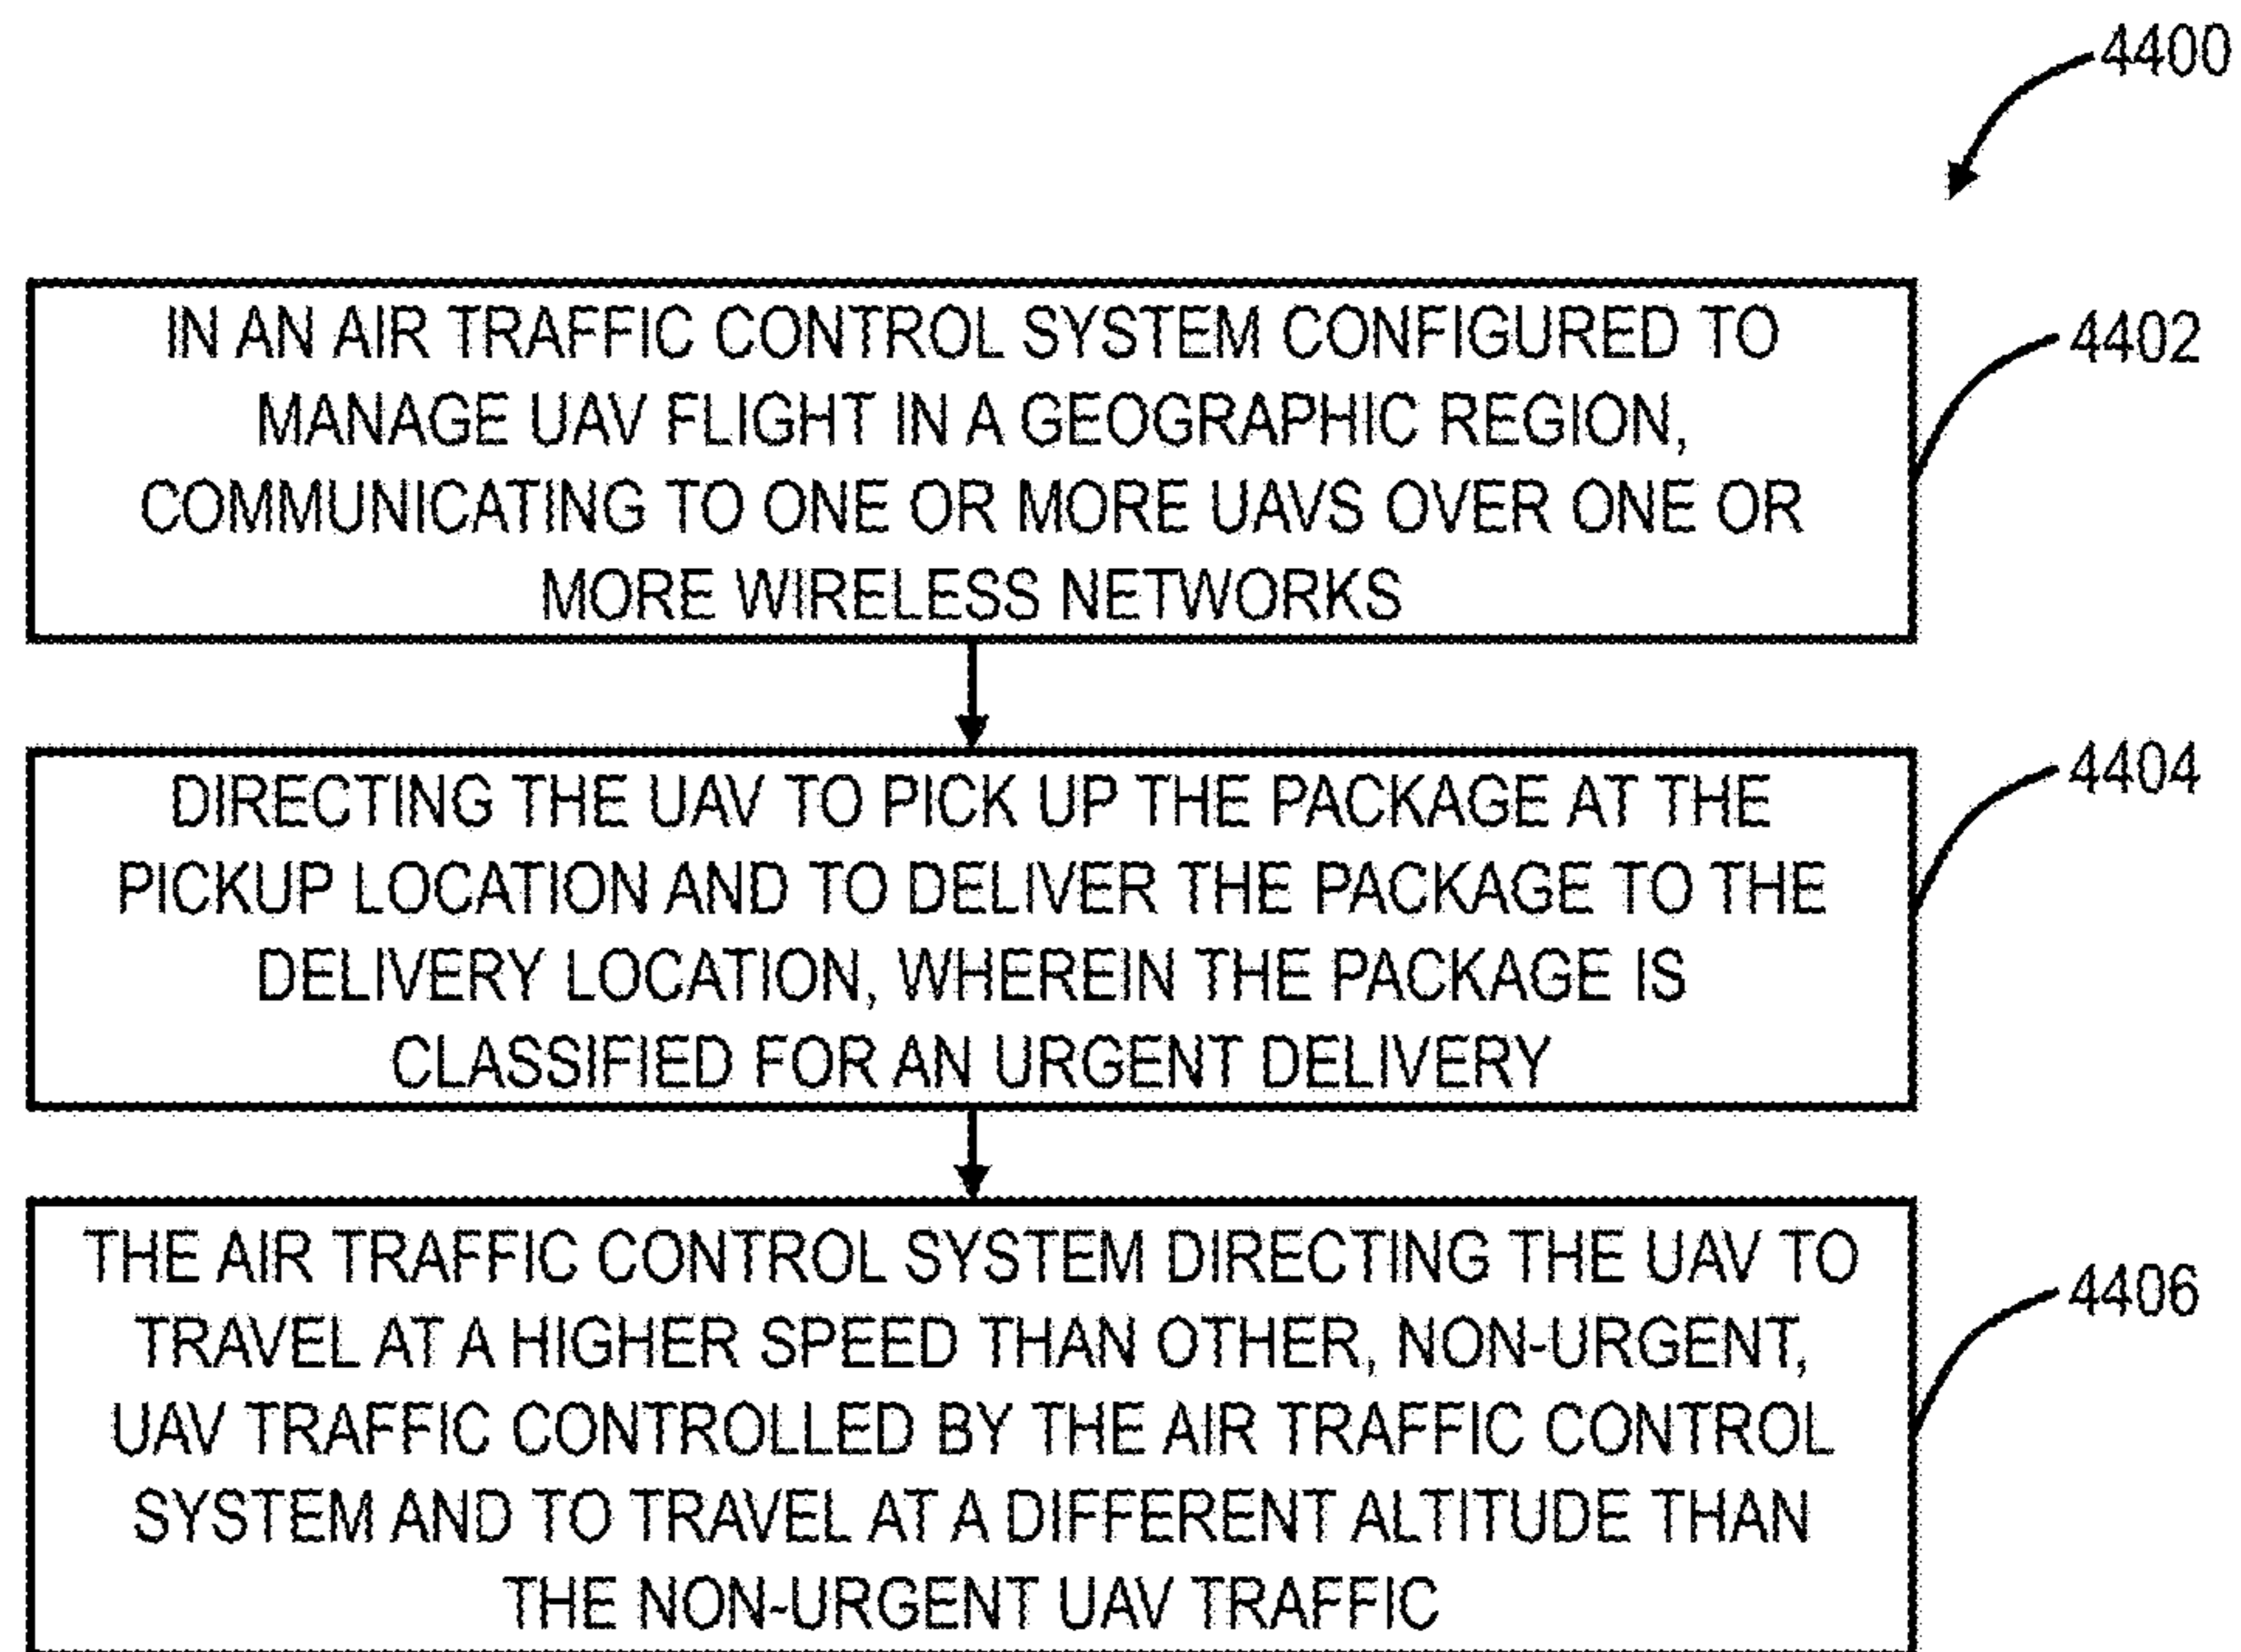 4400
IN AN AIR TRAFFIC CONTROL SYSTEM CONFIGURED TO
MANAGE UAV FLIGHT IN A GEOGRAPHIC REGION,
COMMUNICATING TO ONE OR MORE UAVS OVER ONE OR
MORE WIRELESS NETWORKS
4402
DIRECTING THE UAV TO PICK UP THE PACKAGE AT THE
PICKUP LOCATION AND TO DELIVER THE PACKAGE TO THE
DELIVERY LOCATION, WHEREIN THE PACKAGE IS
CLASSIFIED FOR AN URGENT DELIVERY
4404
THE AIR TRAFFIC CONTROL SYSTEM DIRECTING THE UAV TO
TRAVEL AT A HIGHER SPEED THAN OTHER, NON-URGENT,
UAV TRAFFIC CONTROLLED BY THE AIR TRAFFIC CONTROL
SYSTEM AND TO TRAVEL AT A DIFFERENT ALTITUDE THAN
THE NON-URGENT UAV TRAFFIC
4406